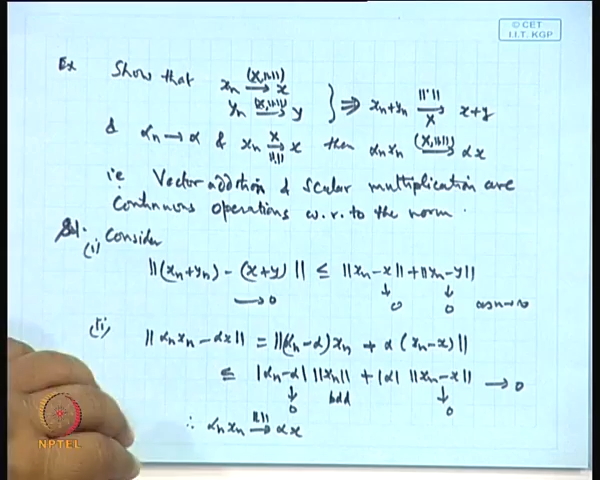 © CET
I.I.T. KGP
Ex Show that xₙ —(X,‖·‖)→ x
yₙ —(X,‖·‖)→ y } ⇒ xₙ+yₙ —‖·‖/X→ x+y
& αₙ → α & xₙ —X/‖·‖→ x then αₙxₙ —(X,‖·‖)→ αx
i.e Vector addition & scalar multiplication are
continuous operations w.r. to the norm.
Sol. Consider
(i)
‖(xₙ+yₙ) - (x+y)‖ ≤ ‖xₙ-x‖ + ‖yₙ-y‖
→ 0 ↓ 0 ↓ 0 as n→∞
(ii) ‖αₙxₙ - αx‖ = ‖(αₙ-α)xₙ + α(xₙ-x)‖
≤ |αₙ-α| ‖xₙ‖ + |α| ‖xₙ-x‖ → 0
↓ 0 bdd ↓ 0
∴ αₙxₙ —‖·‖→ αx
NPTEL